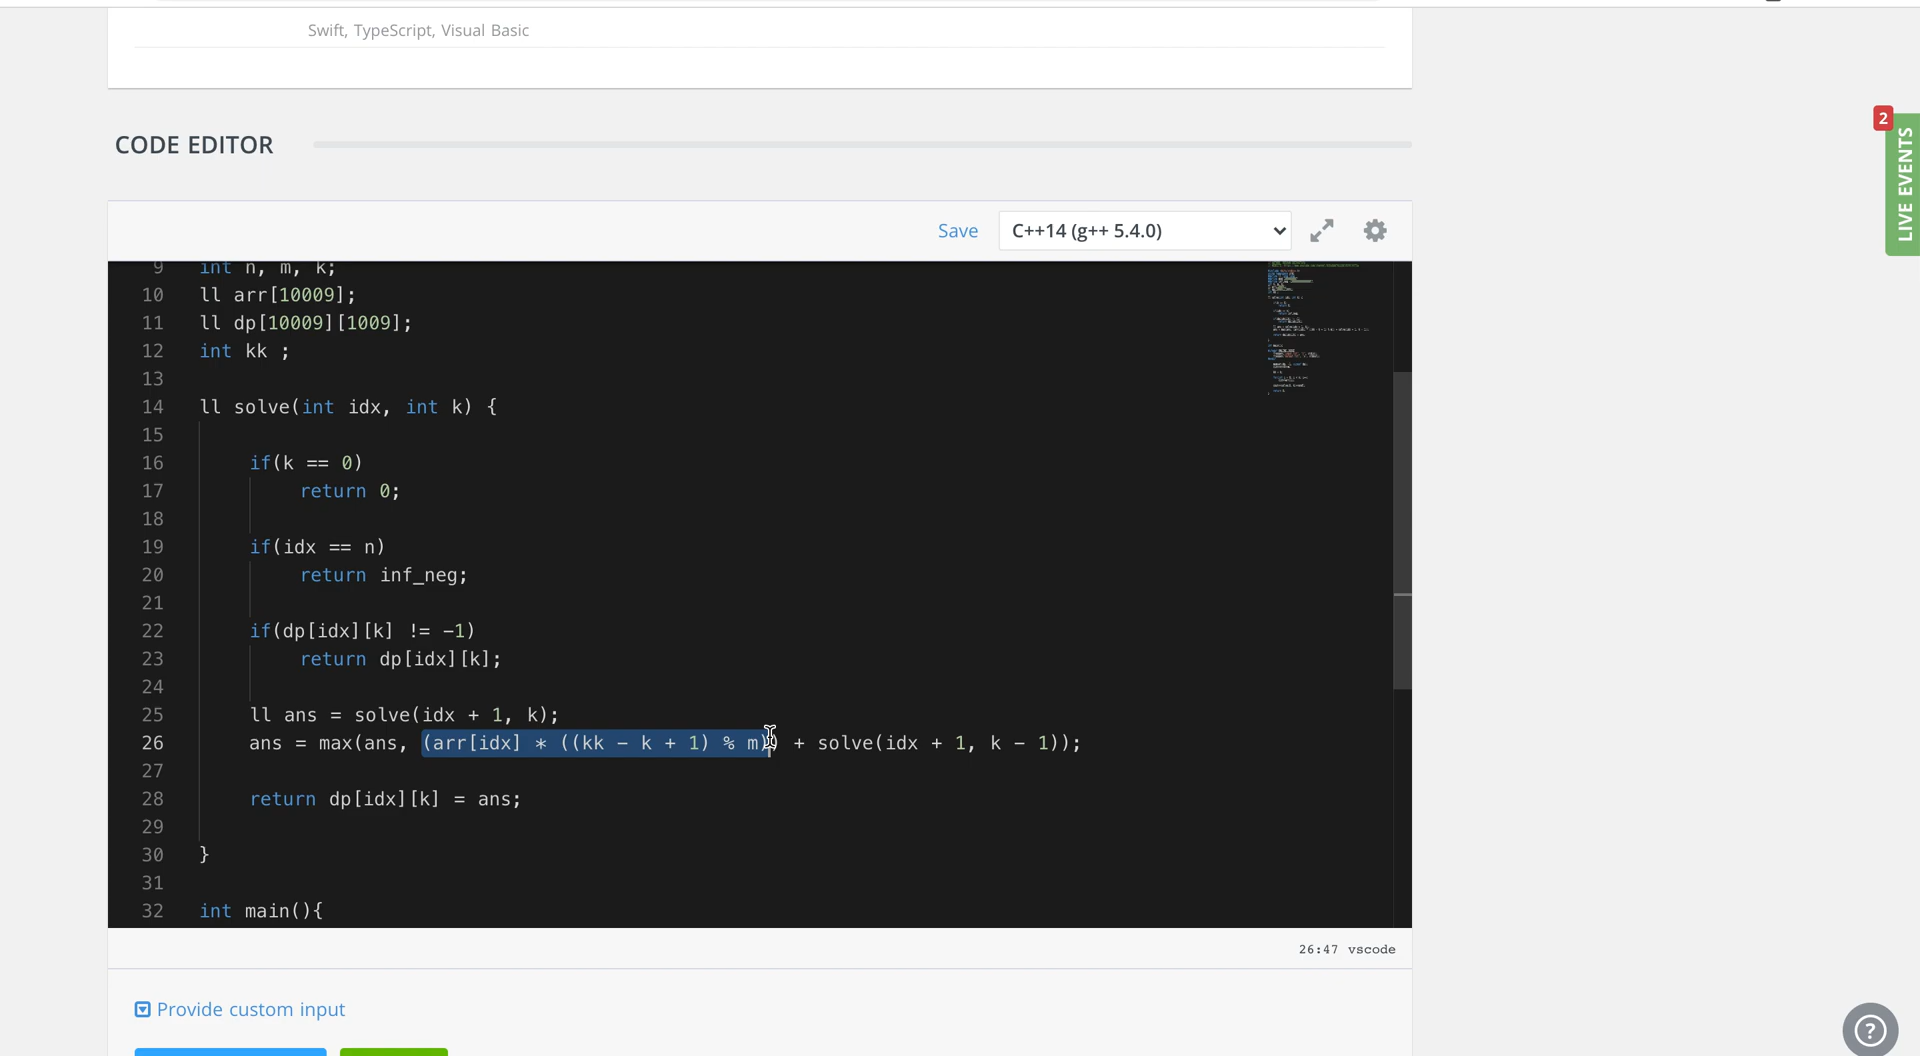 Swift, TypeScript, Visual Basic
2
LIVE EVENTS
CODE EDITOR
Save
C++14 (g++ 5.4.0)
9 int n, m, k;
10 ll arr[10009];
11 ll dp[10009][1009];
12 int kk ;
13
14 ll solve(int idx, int k) {
15
16 if(k == 0)
17 return 0;
18
19 if(idx == n)
20 return inf_neg;
21
22 if(dp[idx][k] != -1)
23 return dp[idx][k];
24
25 ll ans = solve(idx + 1, k);
26 ans = max(ans, (arr[idx] * ((kk - k + 1) % m)) + solve(idx + 1, k - 1));
27
28 return dp[idx][k] = ans;
29
30 }
31
32 int main(){
26:47 vscode
Provide custom input
?